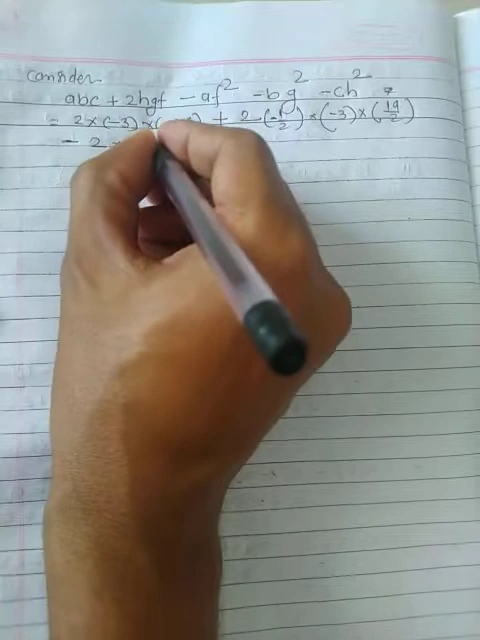 Consider
abc + 2hgf - af² - bg² - ch²
= 2 × (-3) × ( ) + 2 (-1/2) × (-3) × (19/2)
- 2